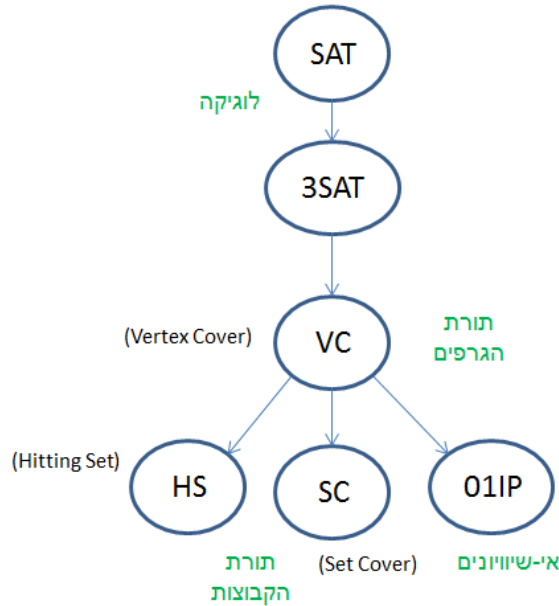 SAT
לוגיקה
3SAT
(Vertex Cover)
VC
תורת
הגרפים
(Hitting Set)
HS
SC
01IP
תורת
הקבוצות
(Set Cover)
אי-שיוויונים